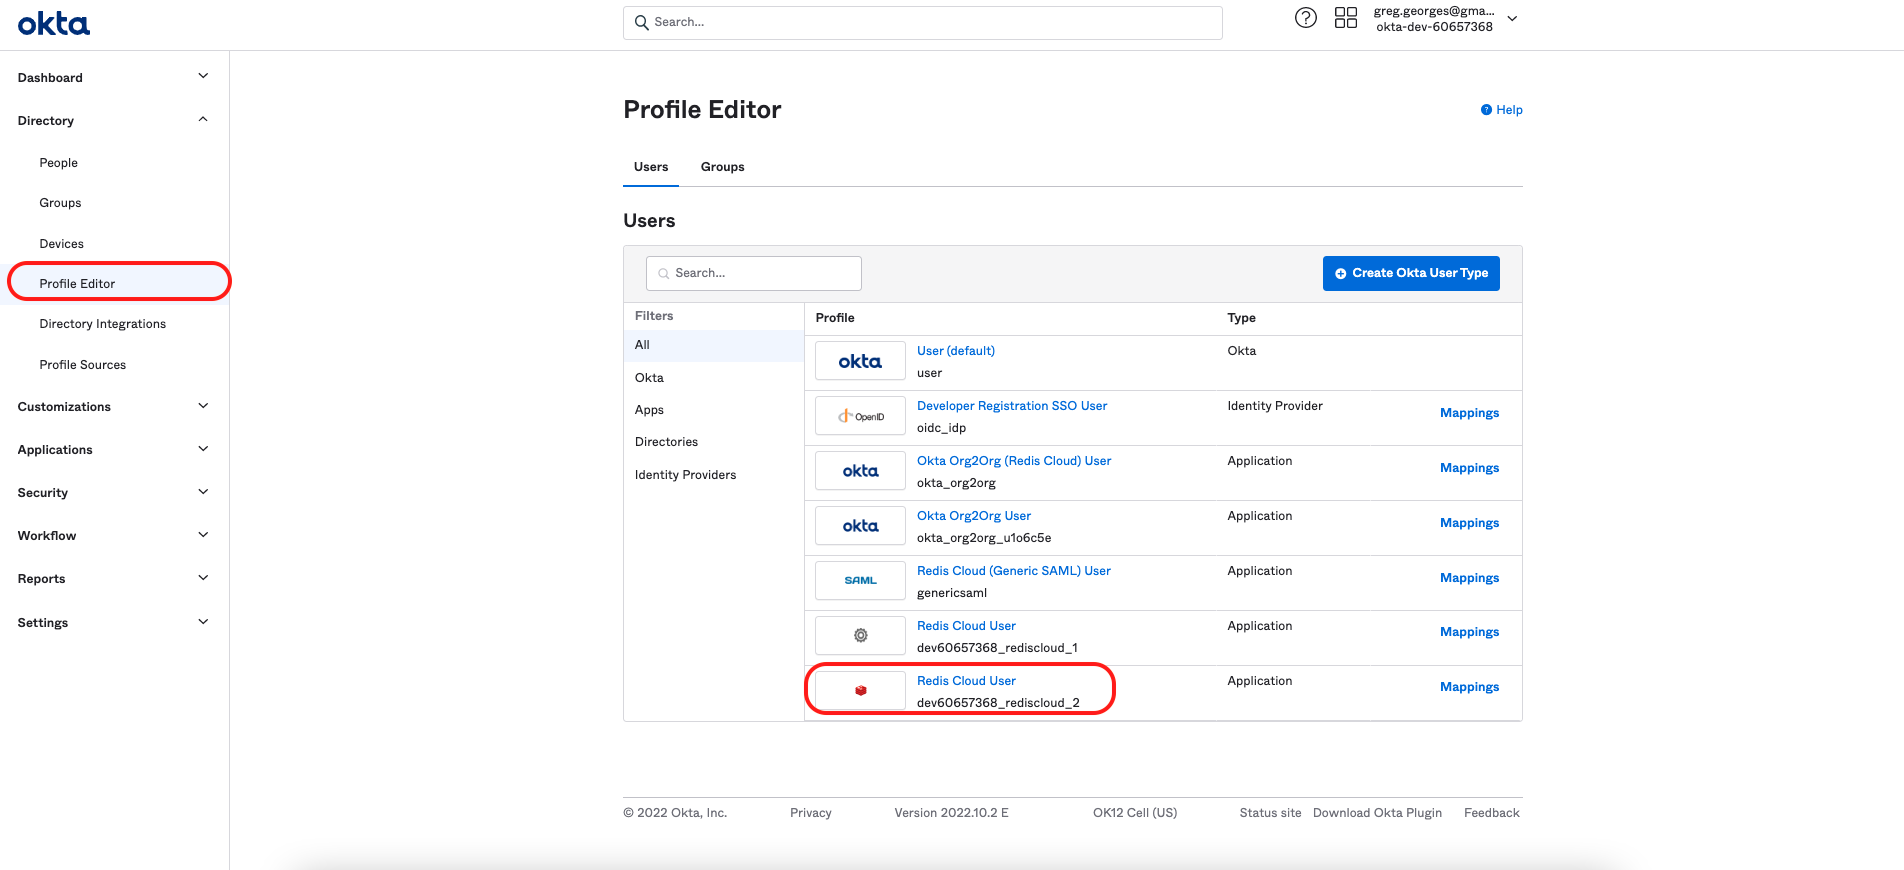 okta
Search...
greg.georges@gma...
okta-dev-60657368
Dashboard
Directory
People
Groups
Devices
Profile Editor
Directory Integrations
Profile Sources
Customizations
Applications
Security
Workflow
Reports
Settings
Profile Editor
Help
Users
Groups
Users
Search...
Create Okta User Type
Filters
All
Okta
Apps
Directories
Identity Providers
Profile
Type
okta
User (default)
user
Okta
OpenID
Developer Registration SSO User
oidc_idp
Identity Provider
Mappings
okta
Okta Org2Org (Redis Cloud) User
okta_org2org
Application
Mappings
okta
Okta Org2Org User
okta_org2org_u1o6c5e
Application
Mappings
SAML
Redis Cloud (Generic SAML) User
genericsaml
Application
Mappings
Redis Cloud User
dev60657368_rediscloud_1
Application
Mappings
Redis Cloud User
dev60657368_rediscloud_2
Application
Mappings
© 2022 Okta, Inc.
Privacy
Version 2022.10.2 E
OK12 Cell (US)
Status site
Download Okta Plugin
Feedback